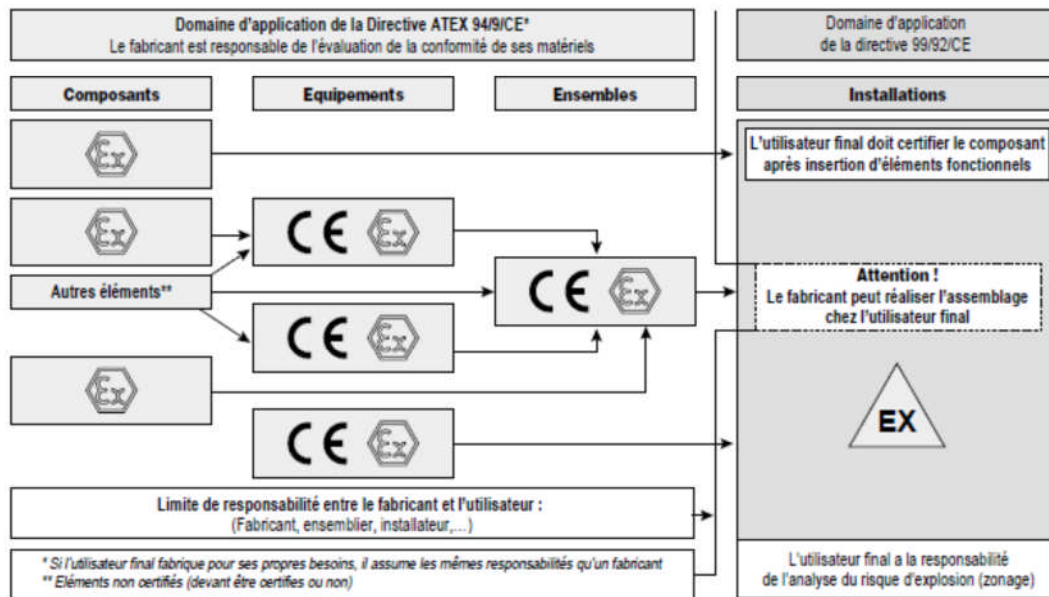 Domaine d'application de la Directive ATEX 94/9/CE*
Le fabricant est responsable de l'évaluation de la conformité de ses matériels
Domaine d'application
de la directive 99/92/CE
Composants
Equipements
Ensembles
Installations
Ex
L'utilisateur final doit certifier le composant
après insertion d'éléments fonctionnels
Ex
CE Ex
Autres éléments**
CE Ex
Attention !
Le fabricant peut réaliser l'assemblage
chez l'utilisateur final
CE Ex
Ex
EX
CE Ex
Limite de responsabilité entre le fabricant et l'utilisateur :
(Fabricant, ensemblier, installateur,...)
* Si l'utilisateur final fabrique pour ses propres besoins, il assume les mêmes responsabilités qu'un fabricant
** Eléments non certifiés (devant être certifies ou non)
L'utilisateur final a la responsabilité
de l'analyse du risque d'explosion (zonage)